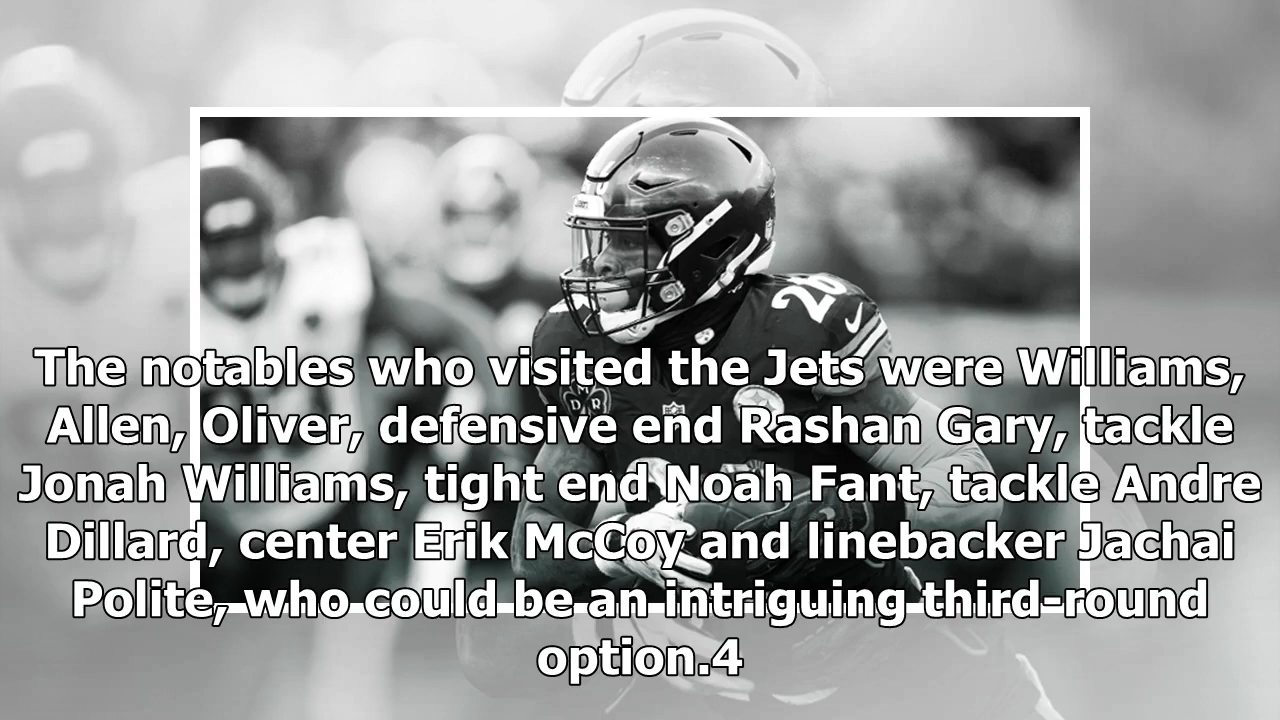 The notables who visited the Jets were Williams,
Allen, Oliver, defensive end Rashan Gary, tackle
Jonah Williams, tight end Noah Fant, tackle Andre
Dillard, center Erik McCoy and linebacker Jachai
Polite, who could be an intriguing third-round
option.4
26